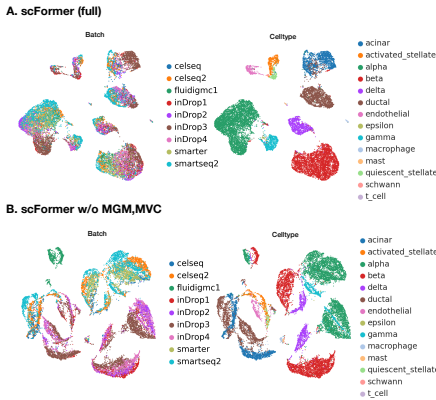 A. scFormer (full)
Batch
Celltype
celseq
celseq2
fluidigmc1
inDrop1
inDrop2
inDrop3
inDrop4
smarter
smartseq2
acinar
activated_stellate
alpha
beta
delta
ductal
endothelial
epsilon
gamma
macrophage
mast
quiescent_stellate
schwann
t_cell
B. scFormer w/o MGM,MVC
Batch
Celltype
celseq
celseq2
fluidigmc1
inDrop1
inDrop2
inDrop3
inDrop4
smarter
smartseq2
acinar
activated_stellate
alpha
beta
delta
ductal
endothelial
epsilon
gamma
macrophage
mast
quiescent_stellate
schwann
t_cell